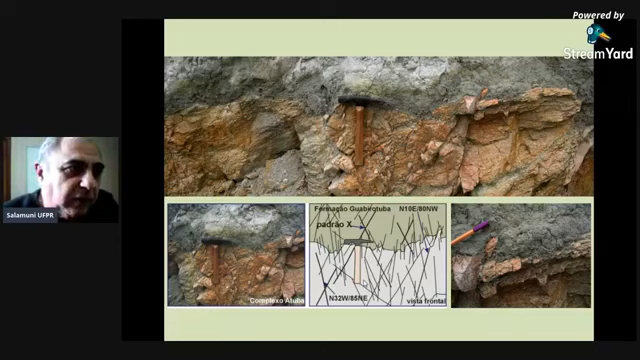 Powered by
StreamYard
Salamuni UFPR
Formação Guabirotuba N10E/80NW
padrão X
Complexo Atuba
N32W/85NE
vista frontal